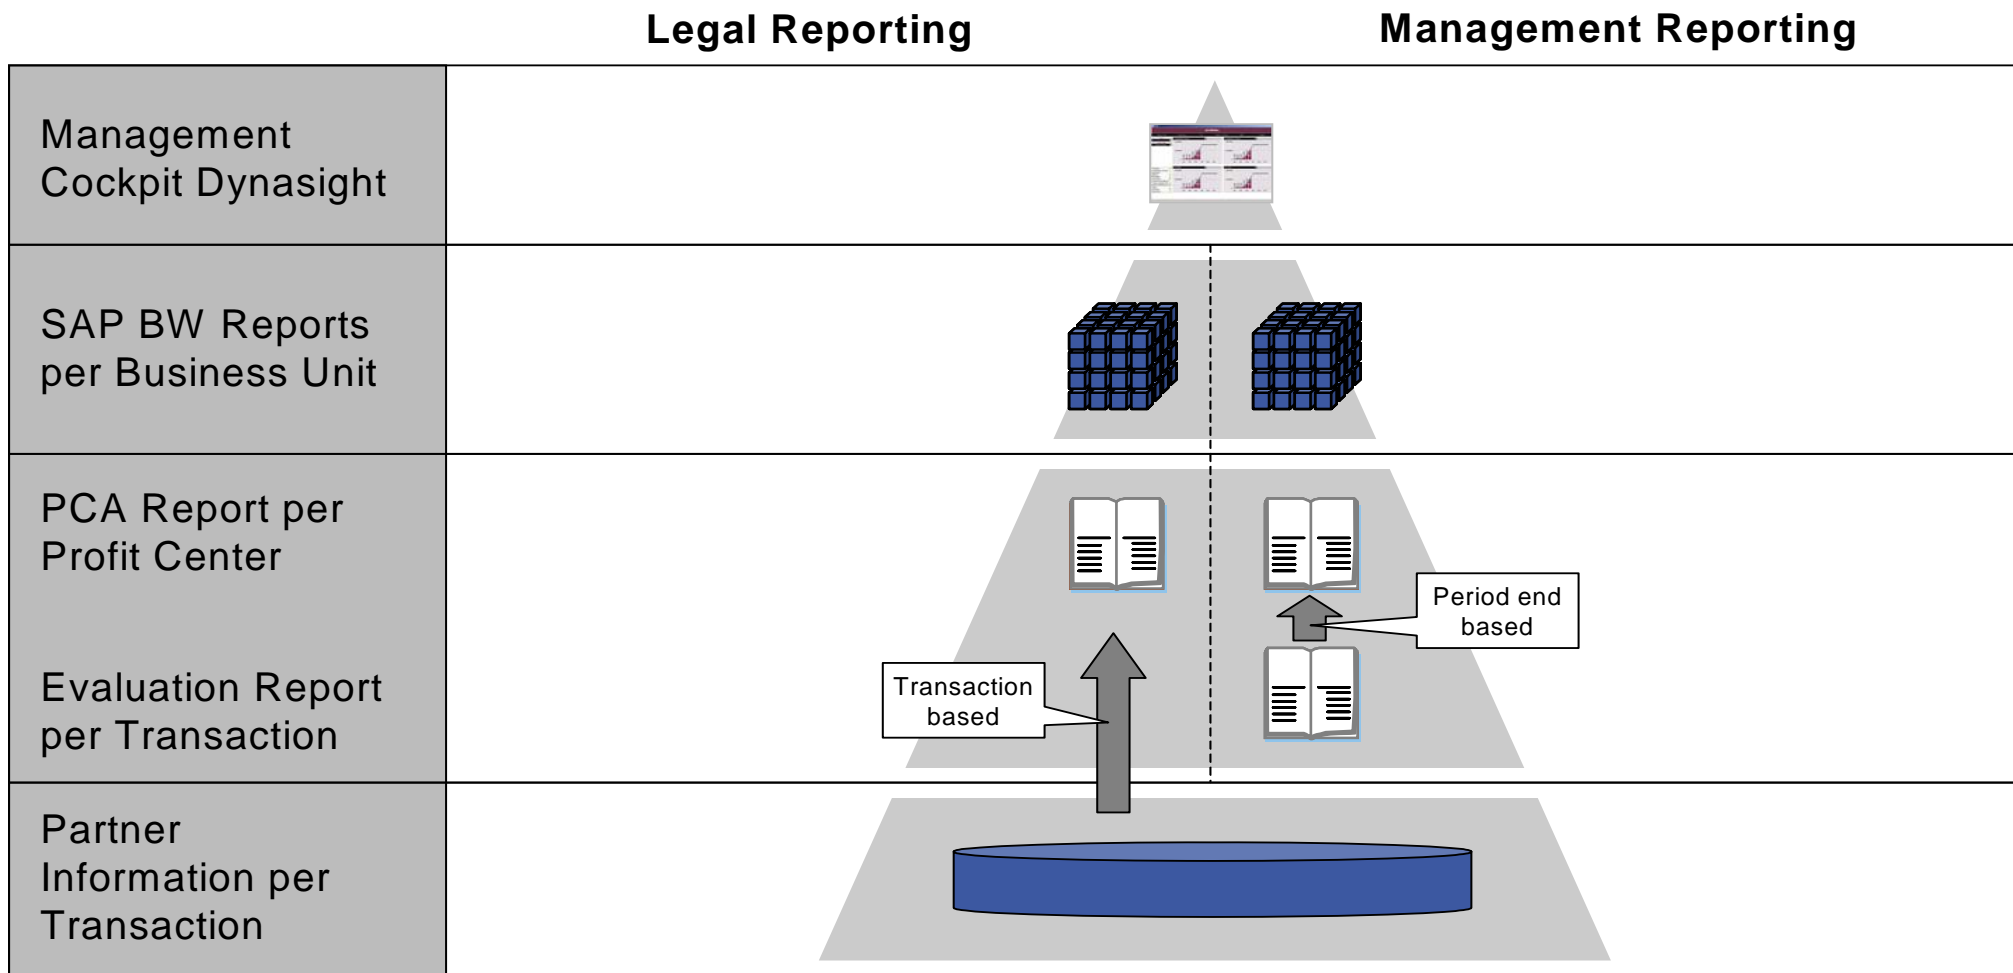 Legal Reporting
Management Reporting
Management
Cockpit Dynasight
SAP BW Reports
per Business Unit
PCA Report per
Profit Center
Period end
based
Evaluation Report
per Transaction
Transaction
based
Partner
Information per
Transaction